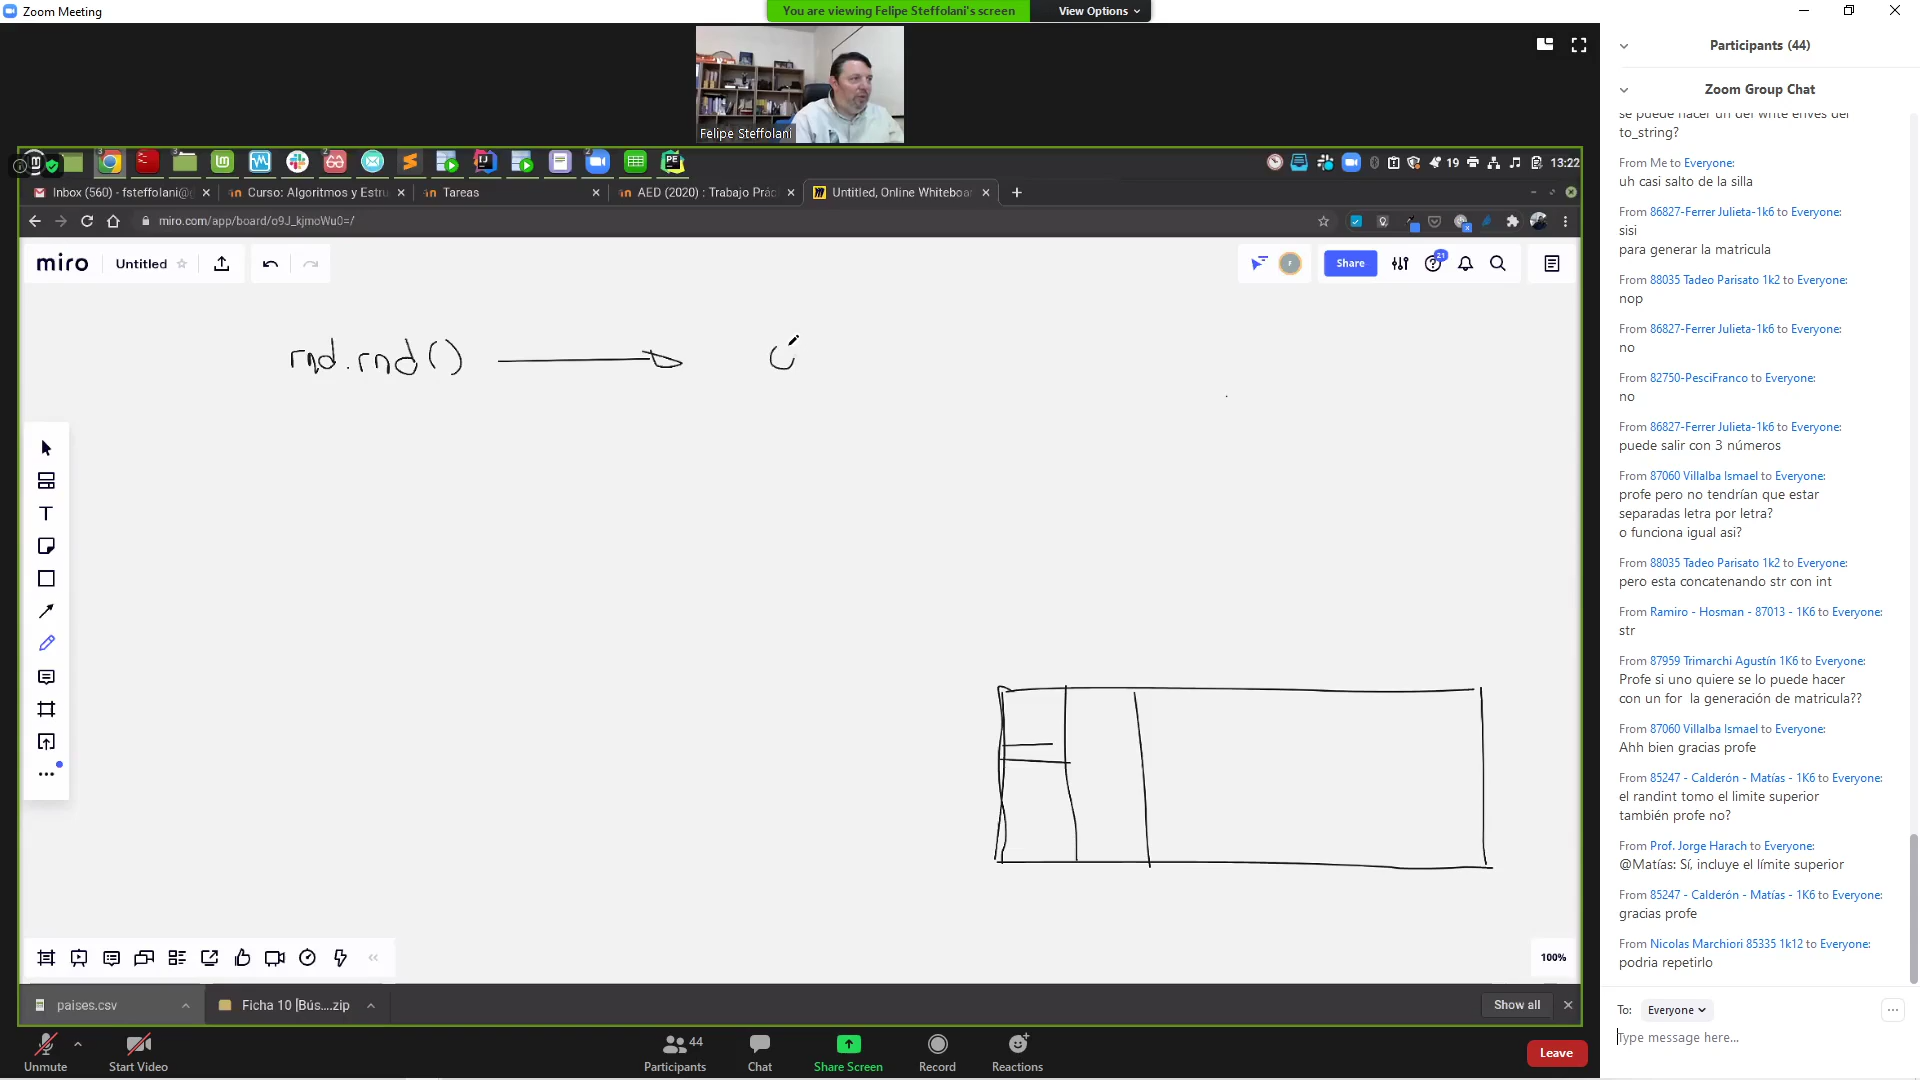 Zoom Meeting
You are viewing Felipe Steffolani's screen
View Options
Felipe Steffolani
19
13:22
Inbox (560) - fsteffolani@g
Curso: Algoritmos y Estru
Tareas
AED (2020) : Trabajo Prác
Untitled, Online Whiteboar
miro.com/app/board/o9J_kjmoWu0=/
miro
Untitled
Share
21
rnd.rnd()
100%
paises.csv
Ficha 10 [Bús....zip
Show all
Unmute
Start Video
44
Participants
Chat
Share Screen
Record
Reactions
Leave
Participants (44)
Zoom Group Chat
se puede hacer un def write enves del
to_string?
From Me to Everyone:
uh casi salto de la silla
From 86827-Ferrer Julieta-1k6 to Everyone:
sisi
para generar la matricula
From 88035 Tadeo Parisato 1k2 to Everyone:
nop
From 86827-Ferrer Julieta-1k6 to Everyone:
no
From 82750-PesciFranco to Everyone:
no
From 86827-Ferrer Julieta-1k6 to Everyone:
puede salir con 3 números
From 87060 Villalba Ismael to Everyone:
profe pero no tendrían que estar
separadas letra por letra?
o funciona igual asi?
From 88035 Tadeo Parisato 1k2 to Everyone:
pero esta concatenando str con int
From Ramiro - Hosman - 87013 - 1K6 to Everyone:
str
From 87959 Trimarchi Agustín 1K6 to Everyone:
Profe si uno quiere se lo puede hacer
con un for la generación de matricula??
From 87060 Villalba Ismael to Everyone:
Ahh bien gracias profe
From 85247 - Calderón - Matías - 1K6 to Everyone:
el randint tomo el limite superior
también profe no?
From Prof. Jorge Harach to Everyone:
@Matías: Sí, incluye el límite superior
From 85247 - Calderón - Matías - 1K6 to Everyone:
gracias profe
From Nicolas Marchiori 85335 1k12 to Everyone:
podria repetirlo
To: Everyone
Type message here...